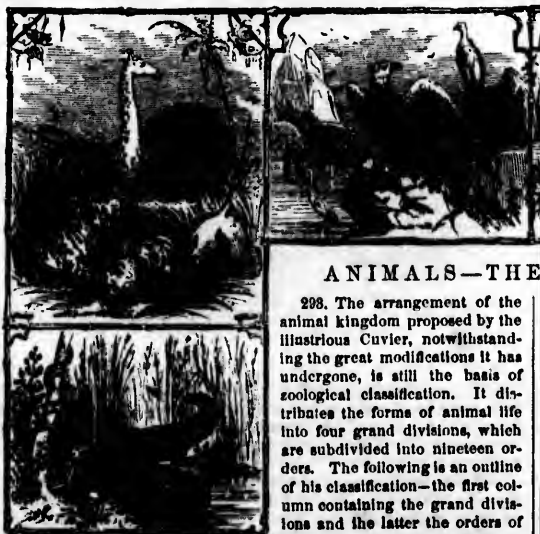 ANIMALS—THE
293. The arrangement of the
animal kingdom proposed by the
illustrious Cuvier, notwithstand-
ing the great modifications it has
undergone, is still the basis of
zoological classification. It dis-
tributes the forms of animal life
into four grand divisions, which
are subdivided into nineteen or-
ders. The following is an outline
of his classification—the first col-
umn containing the grand divis-
ions and the latter the orders of